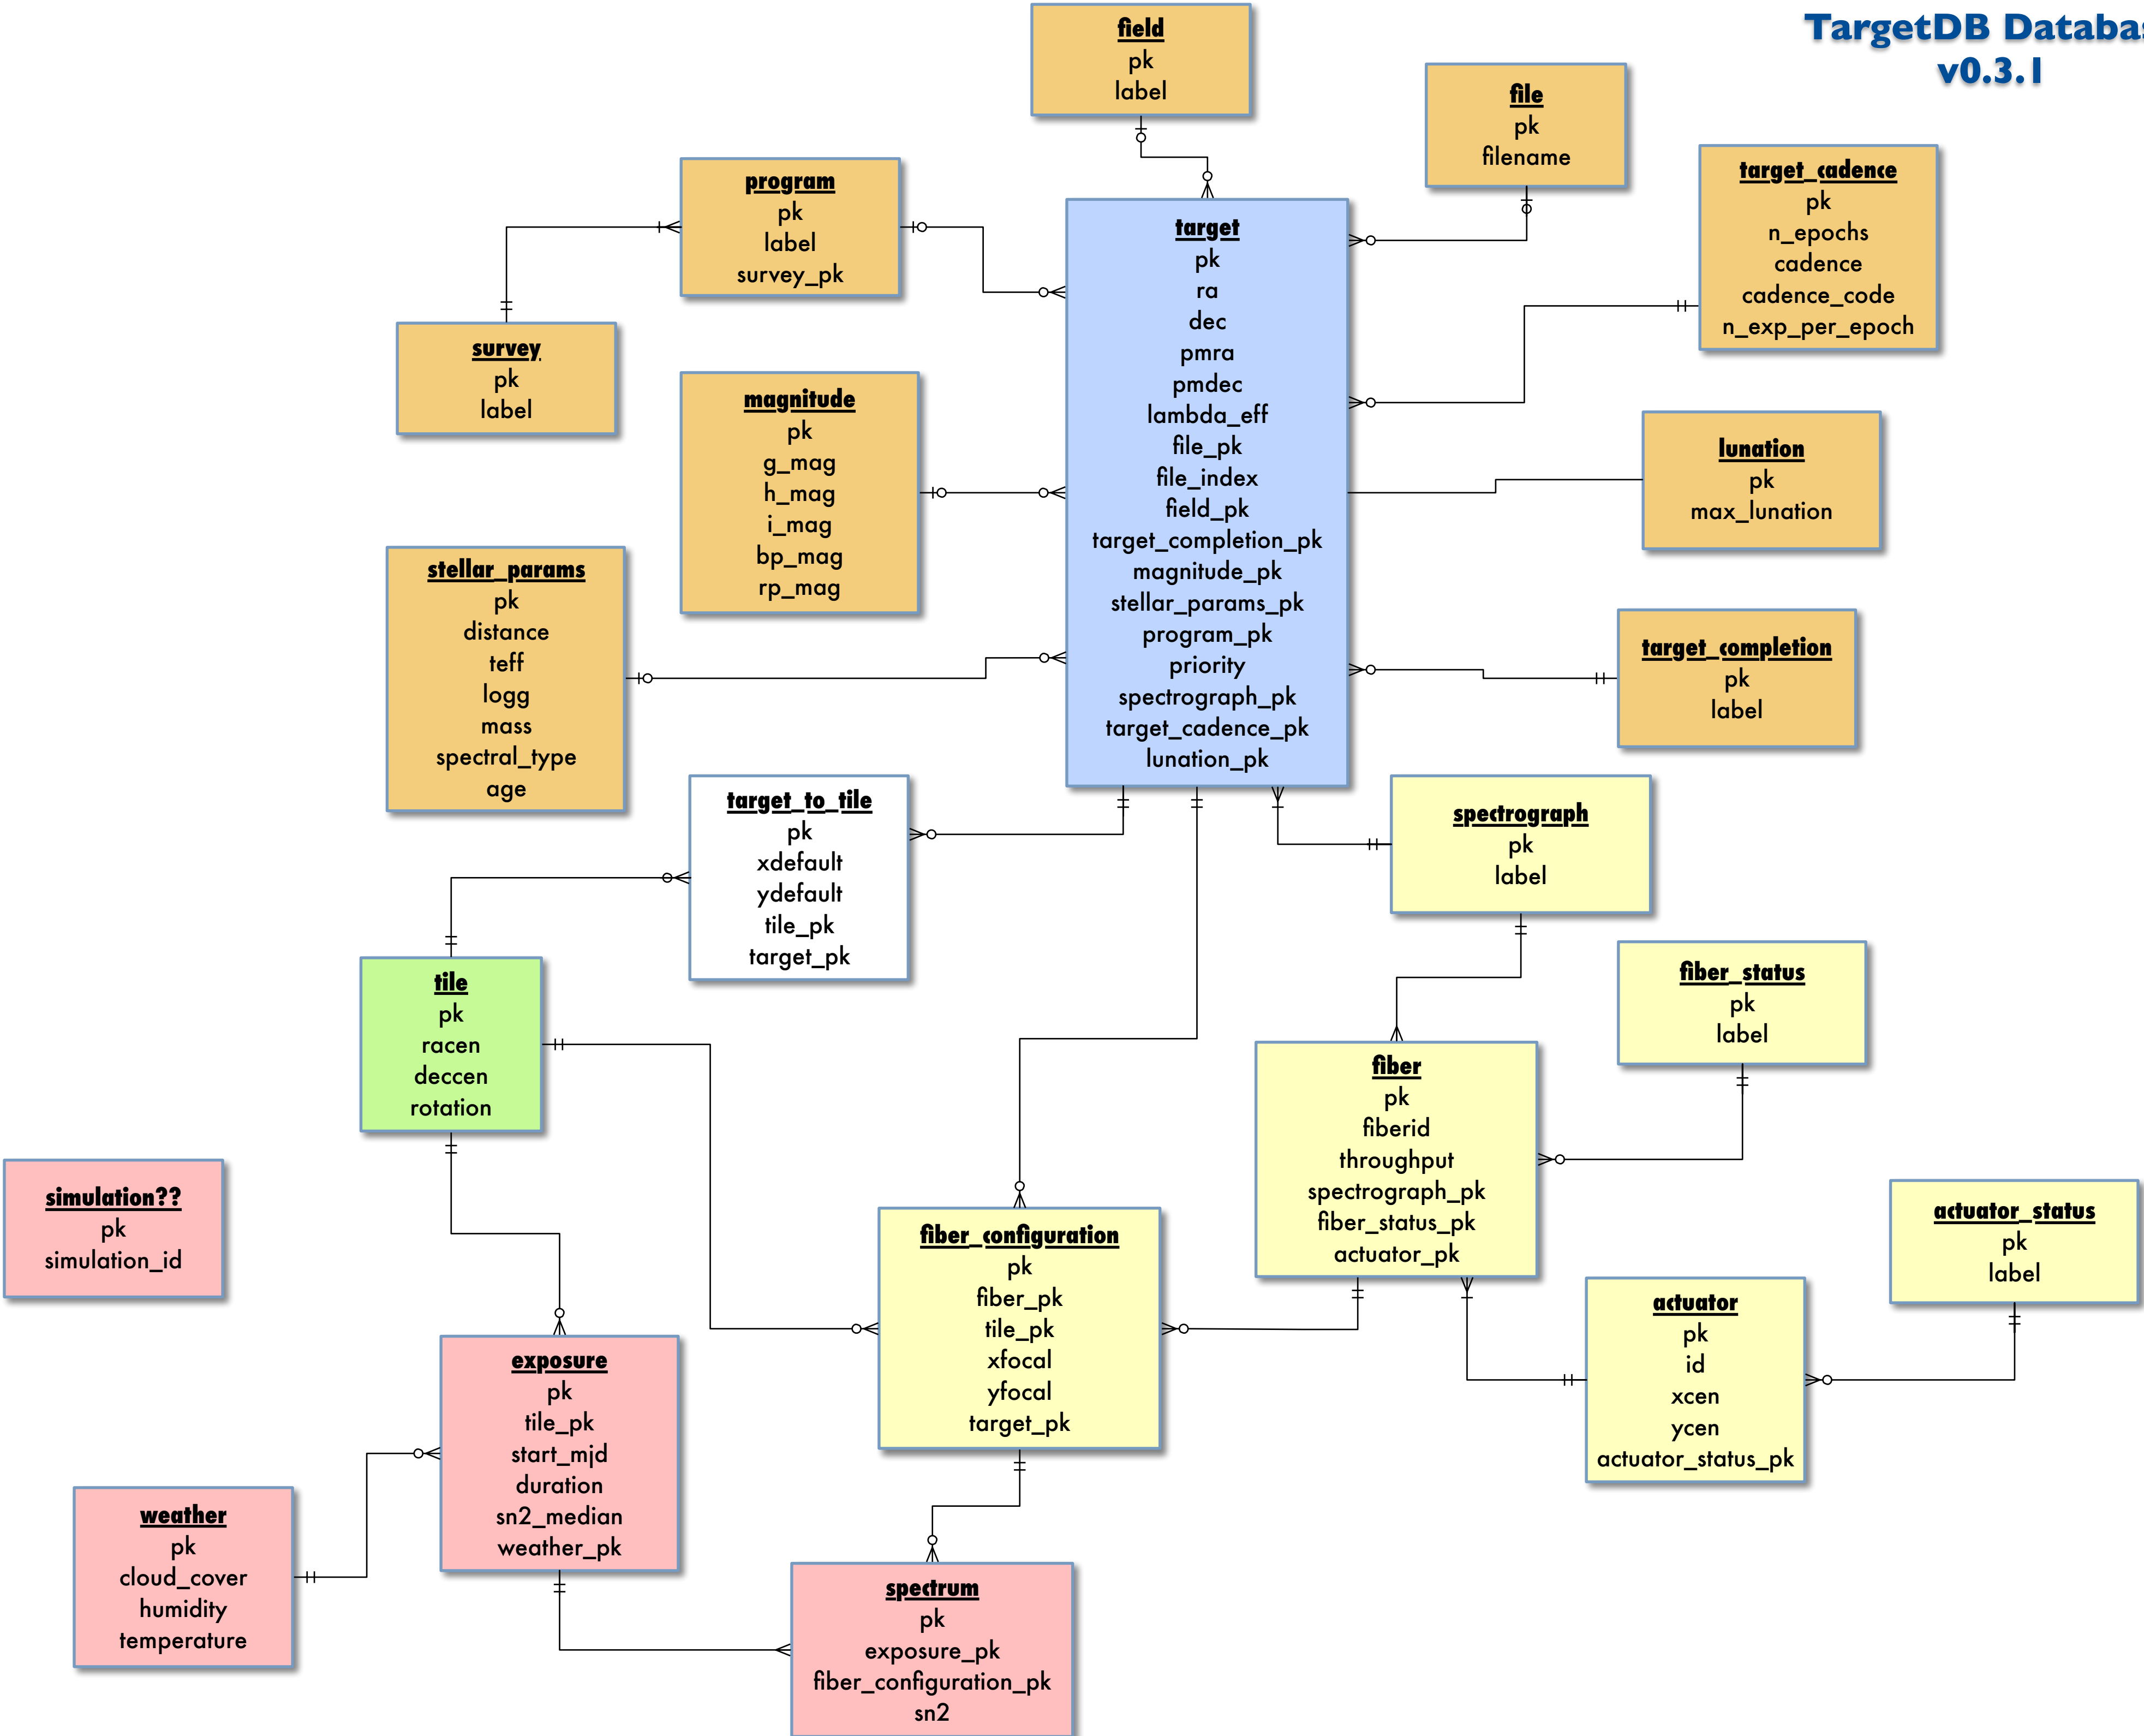 TargetDB Databas
v0.3.1
field
pk
label
file
pk
filename
program
pk
label
survey_pk
target_cadence
pk
n_epochs
cadence
cadence_code
n_exp_per_epoch
target
pk
ra
dec
pmra
pmdec
lambda_eff
file_pk
file_index
field_pk
target_completion_pk
magnitude_pk
stellar_params_pk
program_pk
priority
spectrograph_pk
target_cadence_pk
lunation_pk
survey
pk
label
magnitude
pk
g_mag
h_mag
i_mag
bp_mag
rp_mag
lunation
pk
max_lunation
stellar_params
pk
distance
teff
logg
mass
spectral_type
age
target_completion
pk
label
target_to_tile
pk
xdefault
ydefault
tile_pk
target_pk
spectrograph
pk
label
tile
pk
racen
deccen
rotation
fiber_status
pk
label
fiber
pk
fiberid
throughput
spectrograph_pk
fiber_status_pk
actuator_pk
simulation??
pk
simulation_id
fiber_configuration
pk
fiber_pk
tile_pk
xfocal
yfocal
target_pk
actuator_status
pk
label
actuator
pk
id
xcen
ycen
actuator_status_pk
exposure
pk
tile_pk
start_mjd
duration
sn2_median
weather_pk
weather
pk
cloud_cover
humidity
temperature
spectrum
pk
exposure_pk
fiber_configuration_pk
sn2